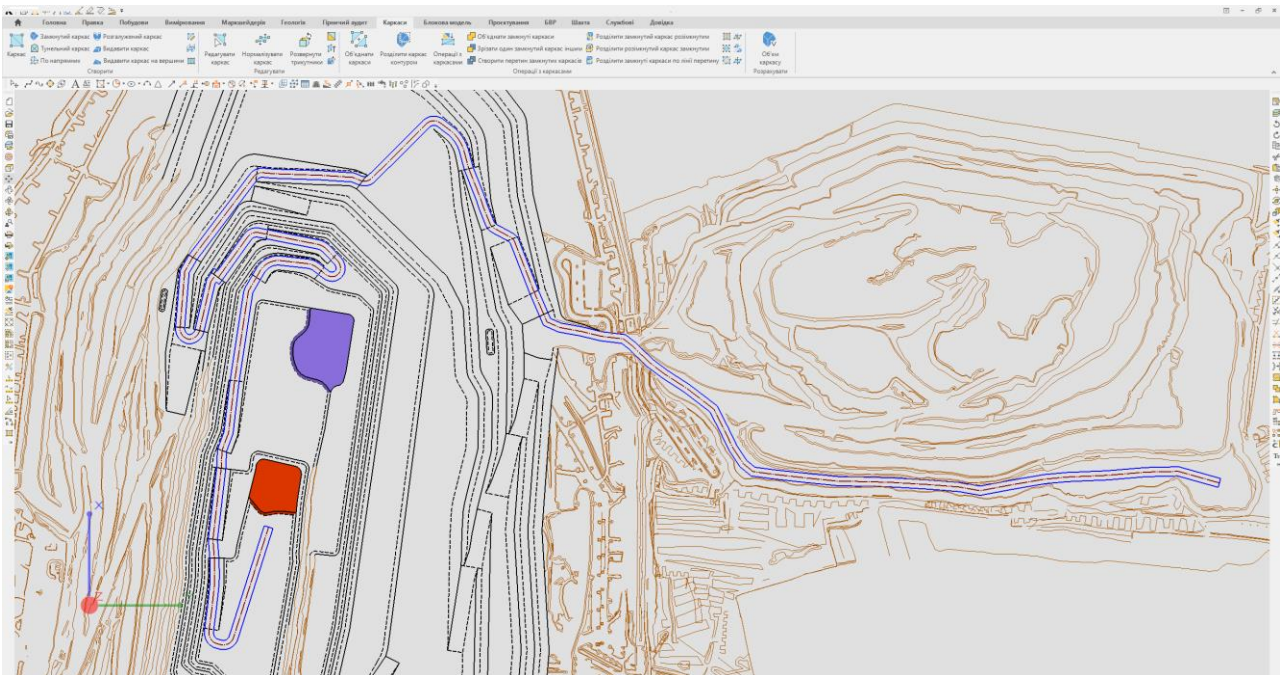 Головна Правка Побудови Вимірювання Маркшейдерія Геологія Гірничий аудит Каркаси Блокова модель Проєктування БВР Шахта Службові Довідка
Замкнутий каркас Розгалужений каркас Об'єднати замкнуті каркаси Розділити замкнутий каркас розімкнутим
Тунельний каркас Видавити каркас Зрізати один замкнутий каркас іншим Розділити розімкнутий каркас замкнутим
Каркас Редагувати каркас Нормалізувати каркас Розвернути трикутники Об'єднати каркаси Розділити каркас контуром Операції з каркасами Об'єм каркасу
По напрямних Видавити каркас на вершини Створити перетин замкнутих каркасів Розділити замкнуті каркаси по лінії перетину
Створити Редагувати Операції з каркасами Розрахувати
X
Z